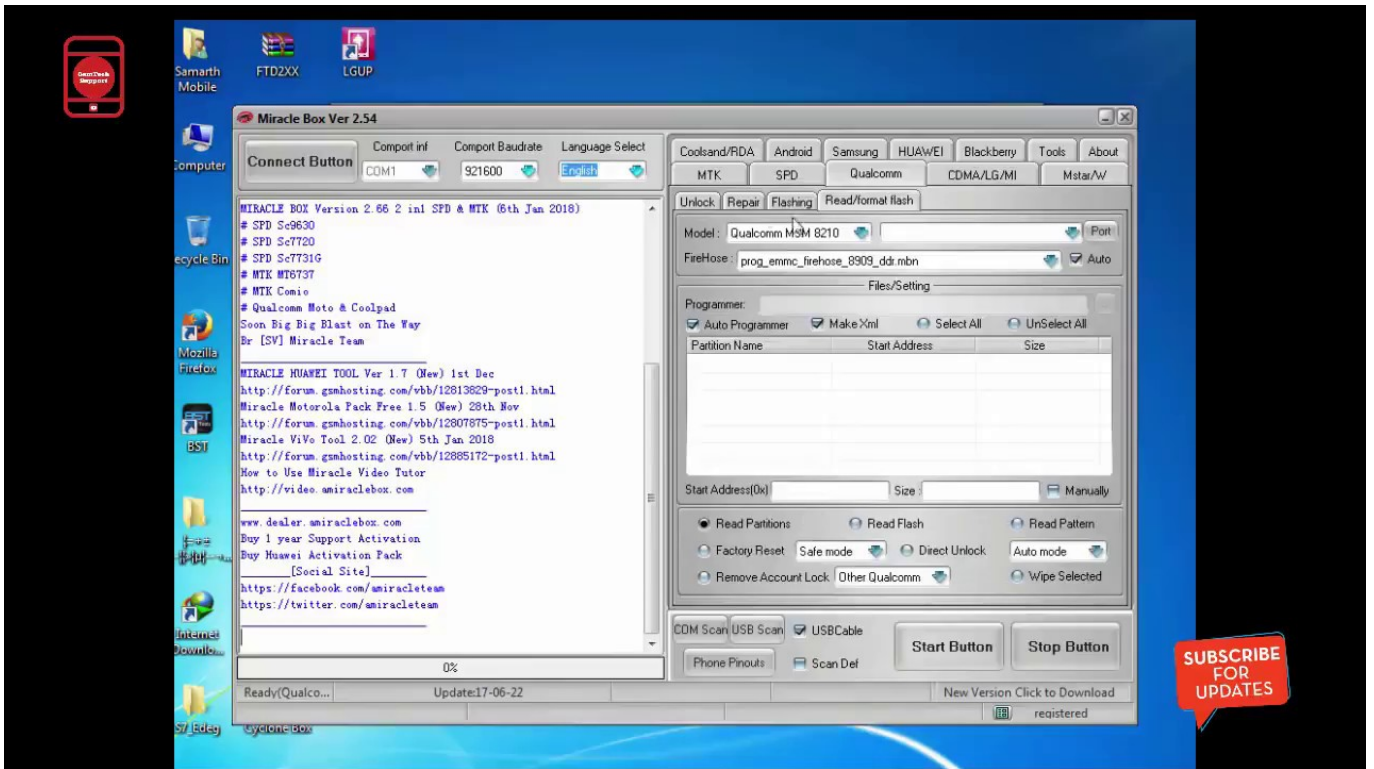 GemTech
Support
Samarth
Mobile
FTD2XX
LGUP
Computer
Recycle Bin
Mozilla
Firefox
BST
Internet
Downlo...
S7_Edeg
Cyclone Box
Miracle Box Ver 2.54
Connect Button
Comport inf
Comport Baudrate
Language Select
COM1
921600
English
MIRACLE BOX Version 2.66 2 in1 SPD & MTK (6th Jan 2018)
# SPD Sc9630
# SPD Sc7720
# SPD Sc7731G
# MTK MT6737
# MTK Comio
# Qualcomm Moto & Coolpad
Soon Big Big Blast on The Way
Br [SV] Miracle Team
MIRACLE HUAWEI TOOL Ver 1.7 (New) 1st Dec
http://forum.gsmhosting.com/vbb/12813829-post1.html
Miracle Motorola Pack Free 1.5 (New) 28th Nov
http://forum.gsmhosting.com/vbb/12807875-post1.html
Miracle ViVo Tool 2.02 (New) 5th Jan 2018
http://forum.gsmhosting.com/vbb/12885172-post1.html
How to Use Miracle Video Tutor
http://video.amiraclebox.com
www.dealer.amiraclebox.com
Buy 1 year Support Activation
Buy Huawei Activation Pack
[Social Site]
https://facebook.com/amiracleteam
https://twitter.com/amiracleteam
0%
Ready(Qualco...
Update:17-06-22
New Version Click to Download
registered
Coolsand/RDA Android Samsung HUAWEI Blackberry Tools About
MTK SPD Qualcomm CDMA/LG/MI Mstar/W
Unlock Repair Flashing Read/format flash
Model : Qualcomm MSM 8210 Port
FireHose : prog_emmc_firehose_8909_ddr.mbn Auto
Files/Setting
Programmer:
Auto Programmer Make Xml Select All UnSelect All
Partition Name Start Address Size
Start Address(0x) Size : Manually
Read Partitions Read Flash Read Pattern
Factory Reset Safe mode Direct Unlock Auto mode
Remove Account Lock Other Qualcomm Wipe Selected
COM Scan USB Scan USBCable
Start Button Stop Button
Phone Pinouts Scan Def
SUBSCRIBE
FOR
UPDATES